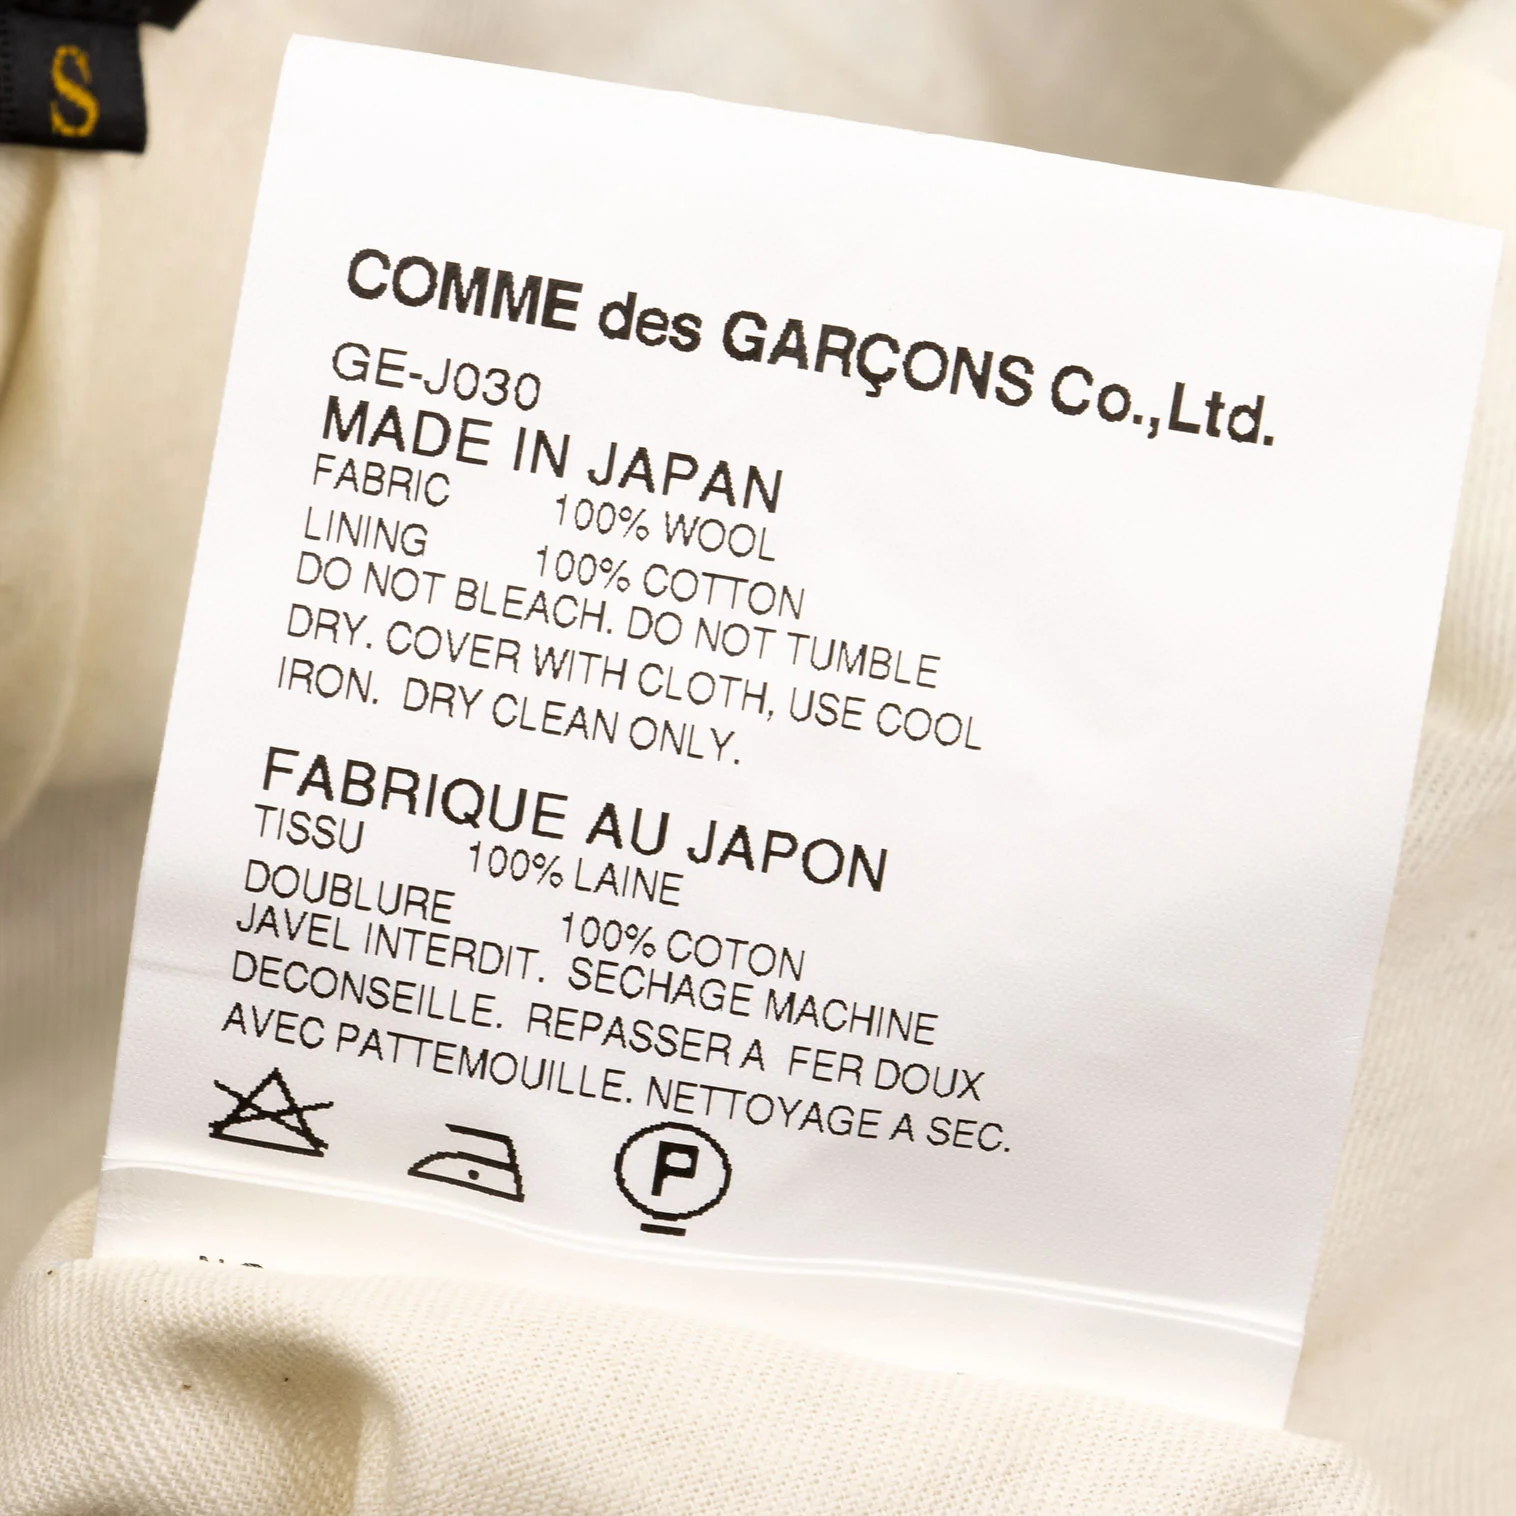 S
COMME des GARÇONS Co.,Ltd.
GE-J030
MADE IN JAPAN
FABRIC 100% WOOL
LINING 100% COTTON
DO NOT BLEACH. DO NOT TUMBLE
DRY. COVER WITH CLOTH, USE COOL
IRON. DRY CLEAN ONLY.
FABRIQUE AU JAPON
TISSU 100% LAINE
DOUBLURE 100% COTON
JAVEL INTERDIT. SECHAGE MACHINE
DECONSEILLE. REPASSER A FER DOUX
AVEC PATTEMOUILLE. NETTOYAGE A SEC.
P